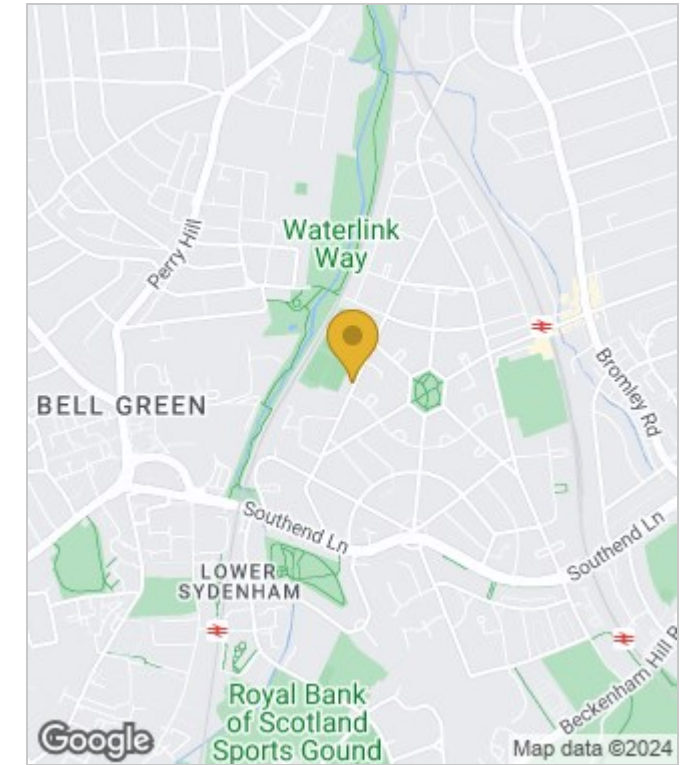 Perry Hill
Waterlink
Way
BELL GREEN
Bromley Rd
Southend Ln
Southend Ln
LOWER
SYDENHAM
Beckenham Hill R
Royal Bank
of Scotland
Sports Gound
Google
Map data ©2024